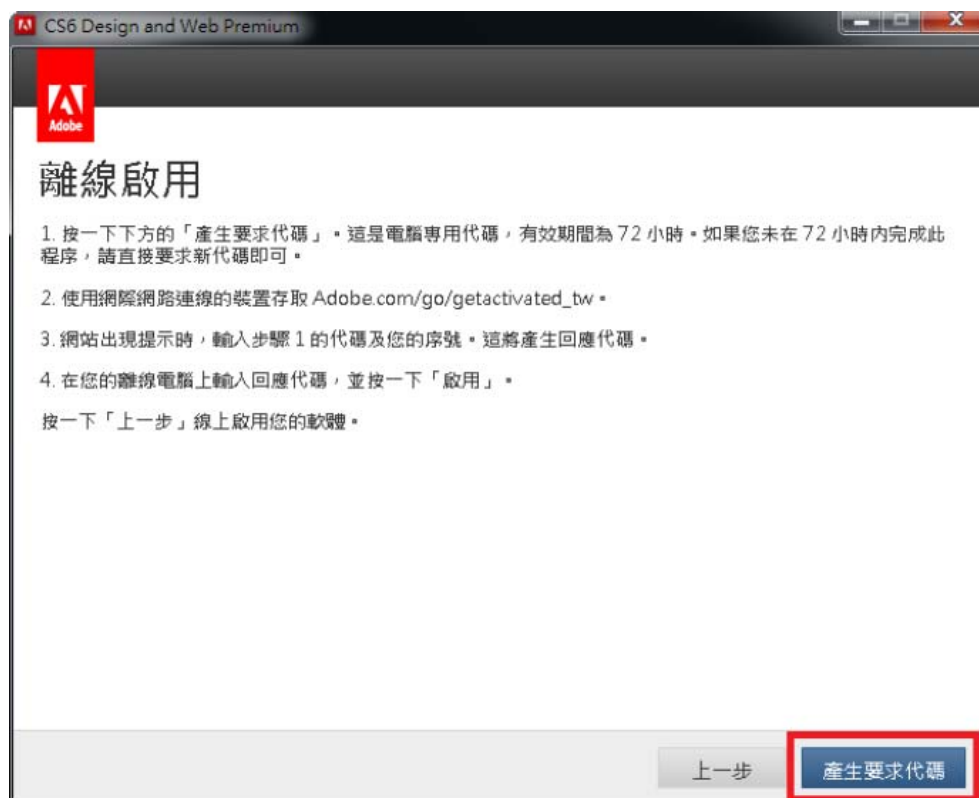 CS6 Design and Web Premium
Adobe
離線啟用
1. 按一下下方的「產生要求代碼」。這是電腦專用代碼，有效期間為 72 小時。如果您未在 72 小時內完成此
程序，請直接要求新代碼即可。
2. 使用網際網路連線的裝置存取 Adobe.com/go/getactivated_tw。
3. 網站出現提示時，輸入步驟 1 的代碼及您的序號。這將產生回應代碼。
4. 在您的離線電腦上輸入回應代碼，並按一下「啟用」。
按一下「上一步」線上啟用您的軟體。
上一步
產生要求代碼